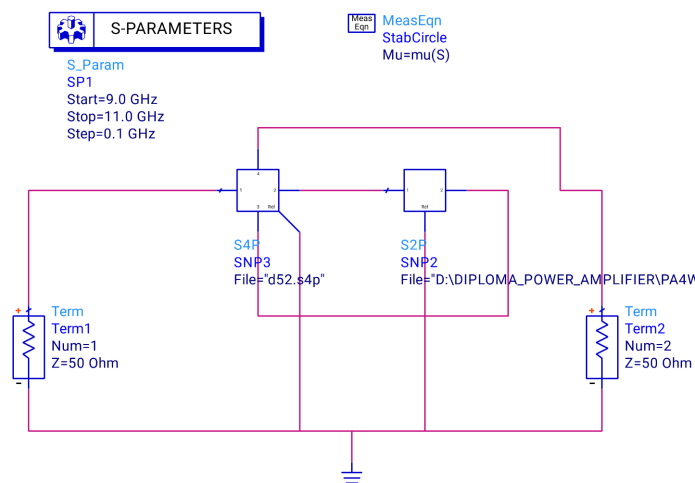 S-PARAMETERS
S_Param
SP1
Start=9.0 GHz
Stop=11.0 GHz
Step=0.1 GHz
Meas
Eqn
MeasEqn
StabCircle
Mu=mu(S)
4
1
2
3
Ref
S4P
SNP3
File="d52.s4p"
1
2
Ref
S2P
SNP2
File="D:\DIPLOMA_POWER_AMPLIFIER\PA4W
+
-
Term
Term1
Num=1
Z=50 Ohm
+
-
Term
Term2
Num=2
Z=50 Ohm